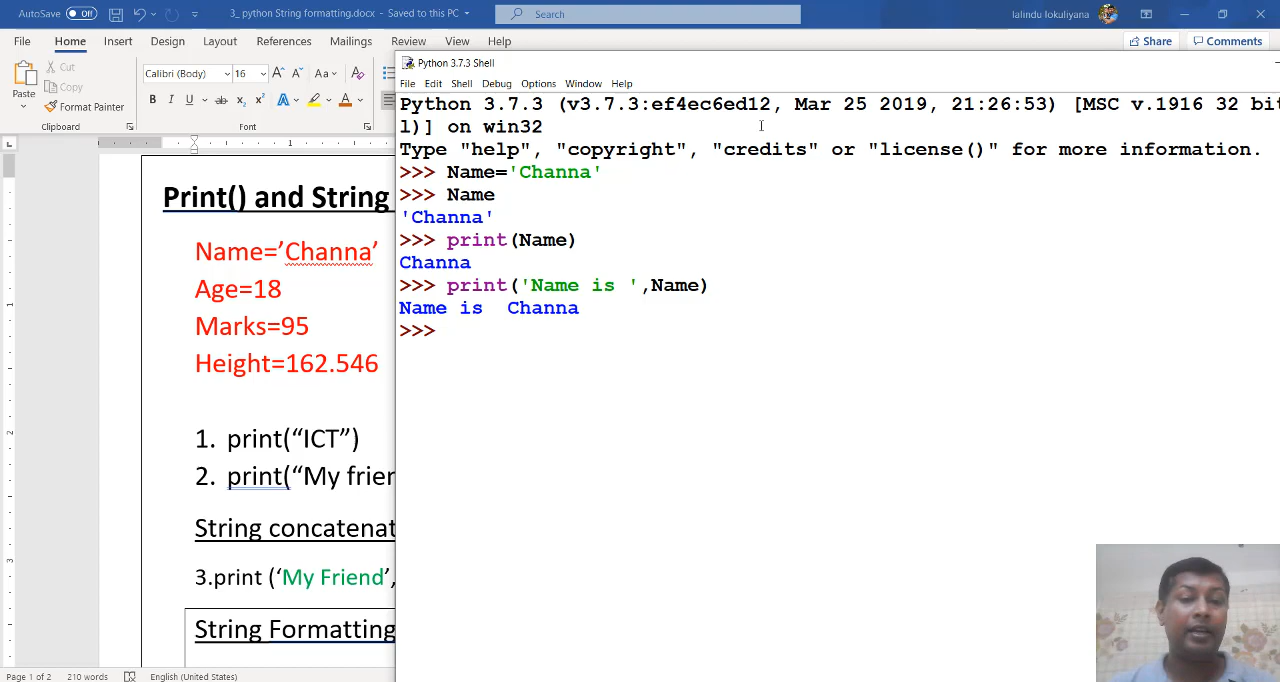 AutoSave Off 3_ python String formatting.docx - Saved to this PC Search lalindu lokuliyana
File Home Insert Design Layout References Mailings Review View Help Share Comments
Paste Cut Copy Format Painter
Calibri (Body) 16
Clipboard Font
Python 3.7.3 Shell
File Edit Shell Debug Options Window Help
Python 3.7.3 (v3.7.3:ef4ec6ed12, Mar 25 2019, 21:26:53) [MSC v.1916 32 bit
l)] on win32
Type "help", "copyright", "credits" or "license()" for more information.
>>> Name='Channa'
>>> Name
'Channa'
>>> print(Name)
Channa
>>> print('Name is ',Name)
Name is  Channa
>>>
Print() and String
Name=’Channa’
Age=18
Marks=95
Height=162.546
1. print(“ICT”)
2. print(“My frien
String concatenat
3.print (‘My Friend’,
String Formatting
Page 1 of 2 210 words English (United States)